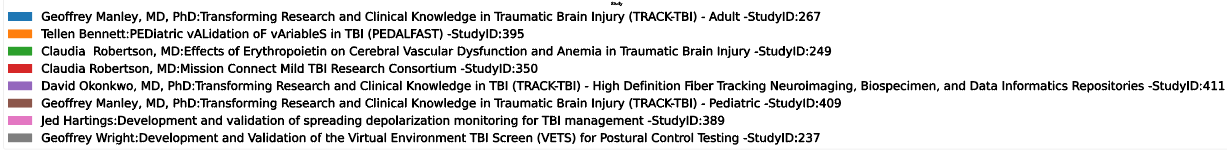 Study
Geoffrey Manley, MD, PhD:Transforming Research and Clinical Knowledge in Traumatic Brain Injury (TRACK-TBI) - Adult -StudyID:267
Tellen Bennett:PEDiatric vALidation oF vAriableS in TBI (PEDALFAST) -StudyID:395
Claudia  Robertson, MD:Effects of Erythropoietin on Cerebral Vascular Dysfunction and Anemia in Traumatic Brain Injury -StudyID:249
Claudia Robertson, MD:Mission Connect Mild TBI Research Consortium -StudyID:350
David Okonkwo, MD, PhD:Transforming Research and Clinical Knowledge in TBI (TRACK-TBI) - High Definition Fiber Tracking Neuroimaging, Biospecimen, and Data Informatics Repositories -StudyID:411
Geoffrey Manley, MD, PhD:Transforming Research and Clinical Knowledge in Traumatic Brain Injury (TRACK-TBI) - Pediatric -StudyID:409
Jed Hartings:Development and validation of spreading depolarization monitoring for TBI management -StudyID:389
Geoffrey Wright:Development and Validation of the Virtual Environment TBI Screen (VETS) for Postural Control Testing -StudyID:237